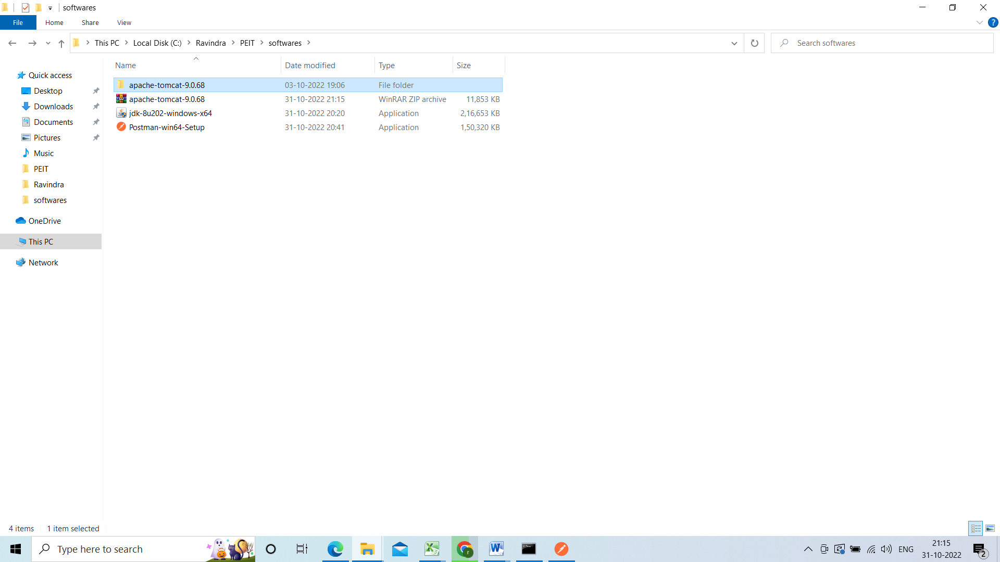 softwares
File Home Share View
This PC Local Disk (C:) Ravindra PEIT softwares
Search softwares
Name Date modified Type Size
Quick access
Desktop
Downloads
Documents
Pictures
Music
PEIT
Ravindra
softwares
OneDrive
This PC
Network
apache-tomcat-9.0.68 03-10-2022 19:06 File folder
apache-tomcat-9.0.68 31-10-2022 21:15 WinRAR ZIP archive 11,853 KB
jdk-8u202-windows-x64 31-10-2022 20:20 Application 2,16,653 KB
Postman-win64-Setup 31-10-2022 20:41 Application 1,50,320 KB
4 items 1 item selected
Type here to search
r
ENG
21:15
31-10-2022
2